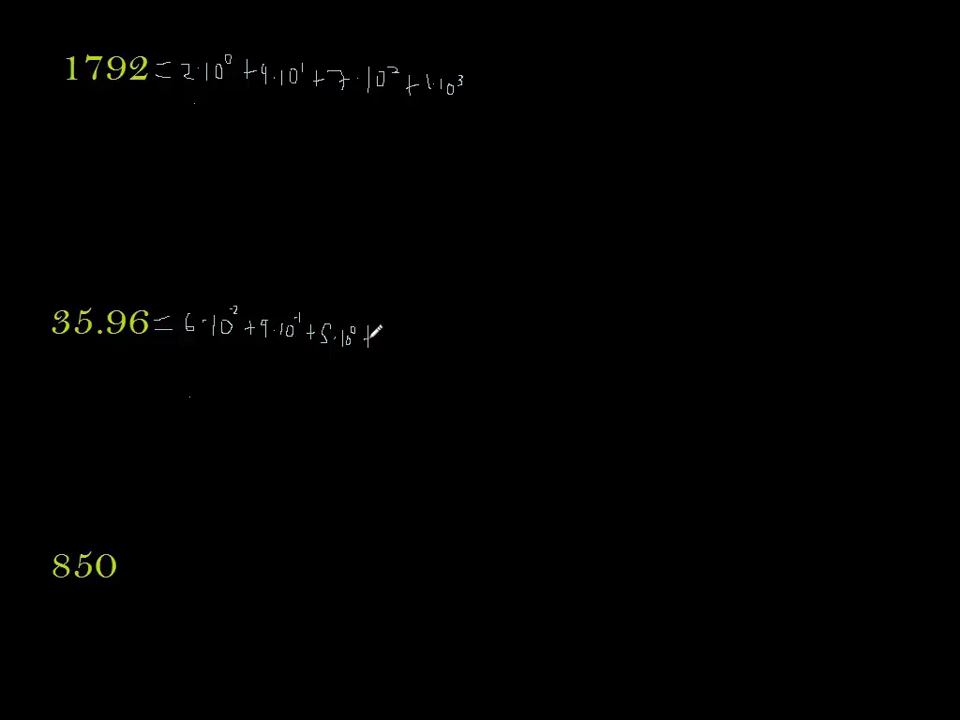 1792 = 2·10⁰ + 9·10¹ + 7·10² + 1·10³
35.96 = 6·10⁻² + 9·10⁻¹ + 5·10⁰ +
850